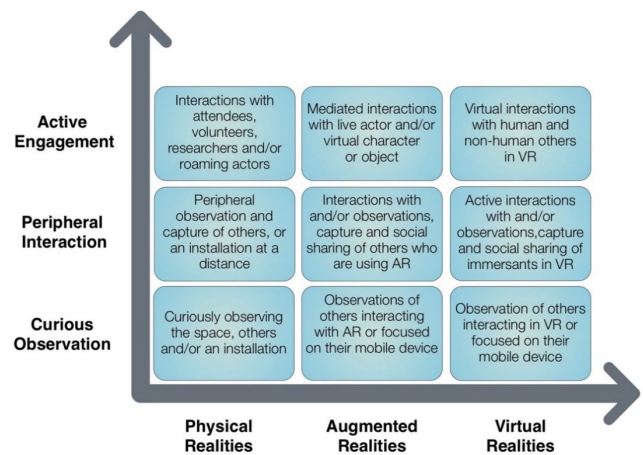 Active
Engagement
Interactions with
attendees,
volunteers,
researchers and/or
roaming actors
Mediated interactions
with live actor and/or
virtual character
or object
Virtual interactions
with human and
non-human others
in VR
Peripheral
Interaction
Peripheral
observation and
capture of others, or
an installation at a
distance
Interactions with
and/or observations,
capture and social
sharing of others who
are using AR
Active interactions
with and/or
observations,capture
and social sharing of
immersants in VR
Curious
Observation
Curiously observing
the space, others
and/or an installation
Observations of
others interacting
with AR or focused
on their mobile device
Observation of others
interacting in VR or
focused on their
mobile device
Physical
Realities
Augmented
Realities
Virtual
Realities